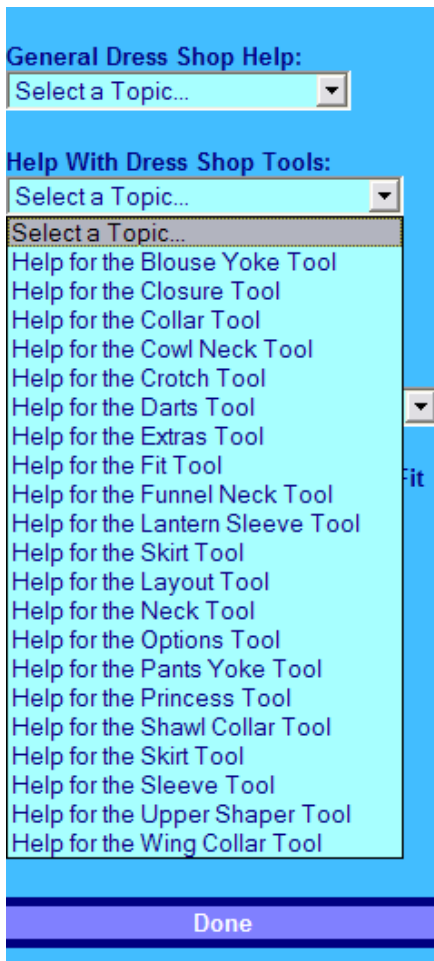 General Dress Shop Help:
Select a Topic...
Help With Dress Shop Tools:
Select a Topic...
Select a Topic...
Help for the Blouse Yoke Tool
Help for the Closure Tool
Help for the Collar Tool
Help for the Cowl Neck Tool
Help for the Crotch Tool
Help for the Darts Tool
Help for the Extras Tool
Help for the Fit Tool
Fit
Help for the Funnel Neck Tool
Help for the Lantern Sleeve Tool
Help for the Skirt Tool
Help for the Layout Tool
Help for the Neck Tool
Help for the Options Tool
Help for the Pants Yoke Tool
Help for the Princess Tool
Help for the Shawl Collar Tool
Help for the Skirt Tool
Help for the Sleeve Tool
Help for the Upper Shaper Tool
Help for the Wing Collar Tool
Done